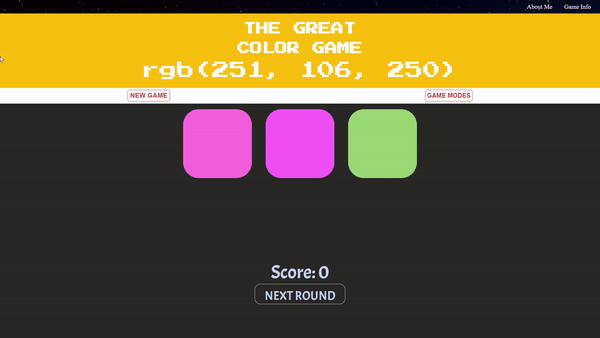 About Me Game Info
THE GREAT
COLOR GAME
rgb(251, 106, 250)
NEW GAME GAME MODES
Score: 0
NEXT ROUND